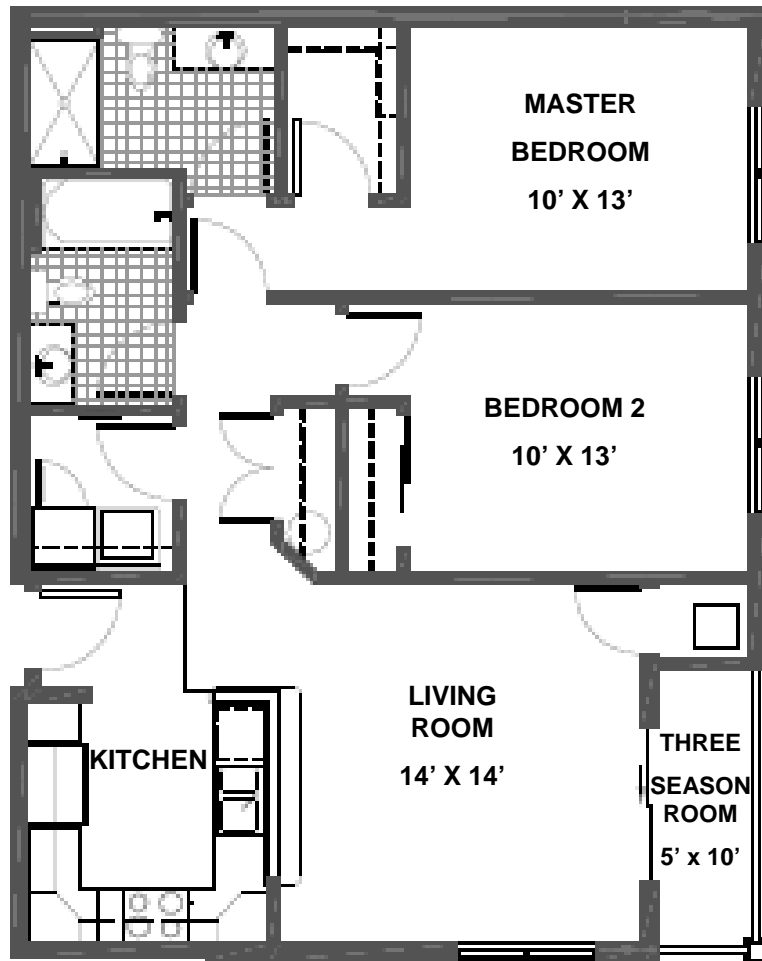 MASTER
BEDROOM
10’ X 13’
BEDROOM 2
10’ X 13’
LIVING
ROOM
14’ X 14’
KITCHEN
THREE
SEASON
ROOM
5’ x 10’